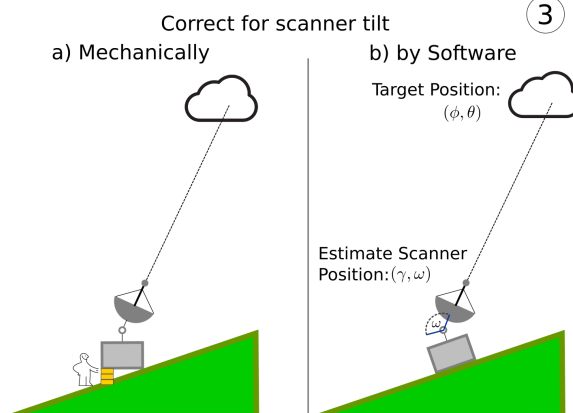 Correct for scanner tilt
3
a) Mechanically
b) by Software
Target Position:
(ϕ, θ)
Estimate Scanner
Position:(γ, ω)
ω